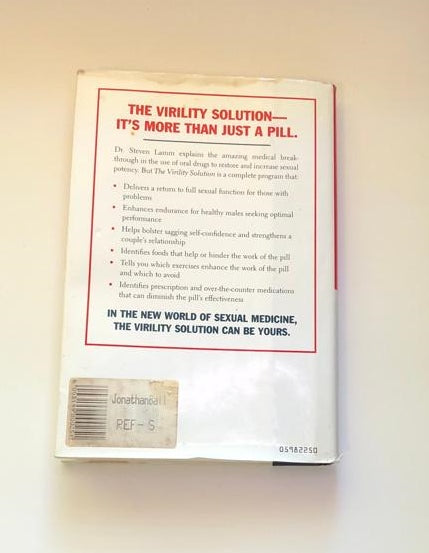 THE VIRILITY SOLUTION—
IT'S MORE THAN JUST A PILL.
Dr. Steven Lamm explains the amazing medical break-
through in the use of oral drugs to restore and increase sexual
potency. But The Virility Solution is a complete program that:
• Delivers a return to full sexual function for those with
problems
• Enhances endurance for healthy males seeking optimal
performance
• Helps bolster sagging self-confidence and strengthens a
couple's relationship
• Identifies foods that help or hinder the work of the pill
• Tells you which exercises enhance the work of the pill
and which to avoid
• Identifies prescription and over-the-counter medications
that can diminish the pill's effectiveness
IN THE NEW WORLD OF SEXUAL MEDICINE,
THE VIRILITY SOLUTION CAN BE YOURS.
REF- S
05982250